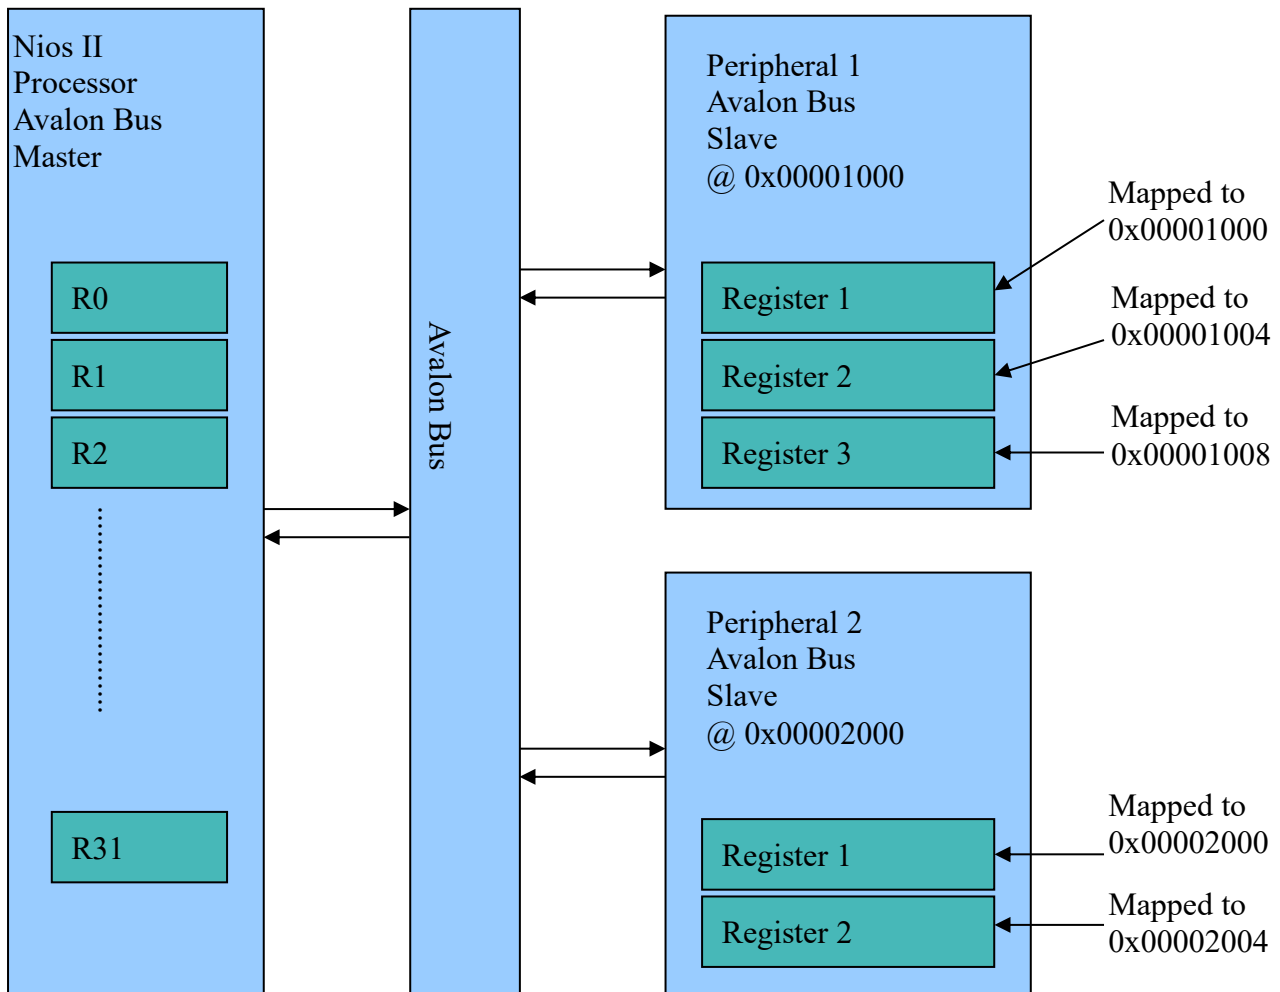 Nios II
Processor
Avalon Bus
Master
R0
R1
R2
R31
Avalon Bus
Peripheral 1
Avalon Bus
Slave
@ 0x00001000
Register 1
Register 2
Register 3
Mapped to
0x00001000
Mapped to
0x00001004
Mapped to
0x00001008
Peripheral 2
Avalon Bus
Slave
@ 0x00002000
Register 1
Register 2
Mapped to
0x00002000
Mapped to
0x00002004